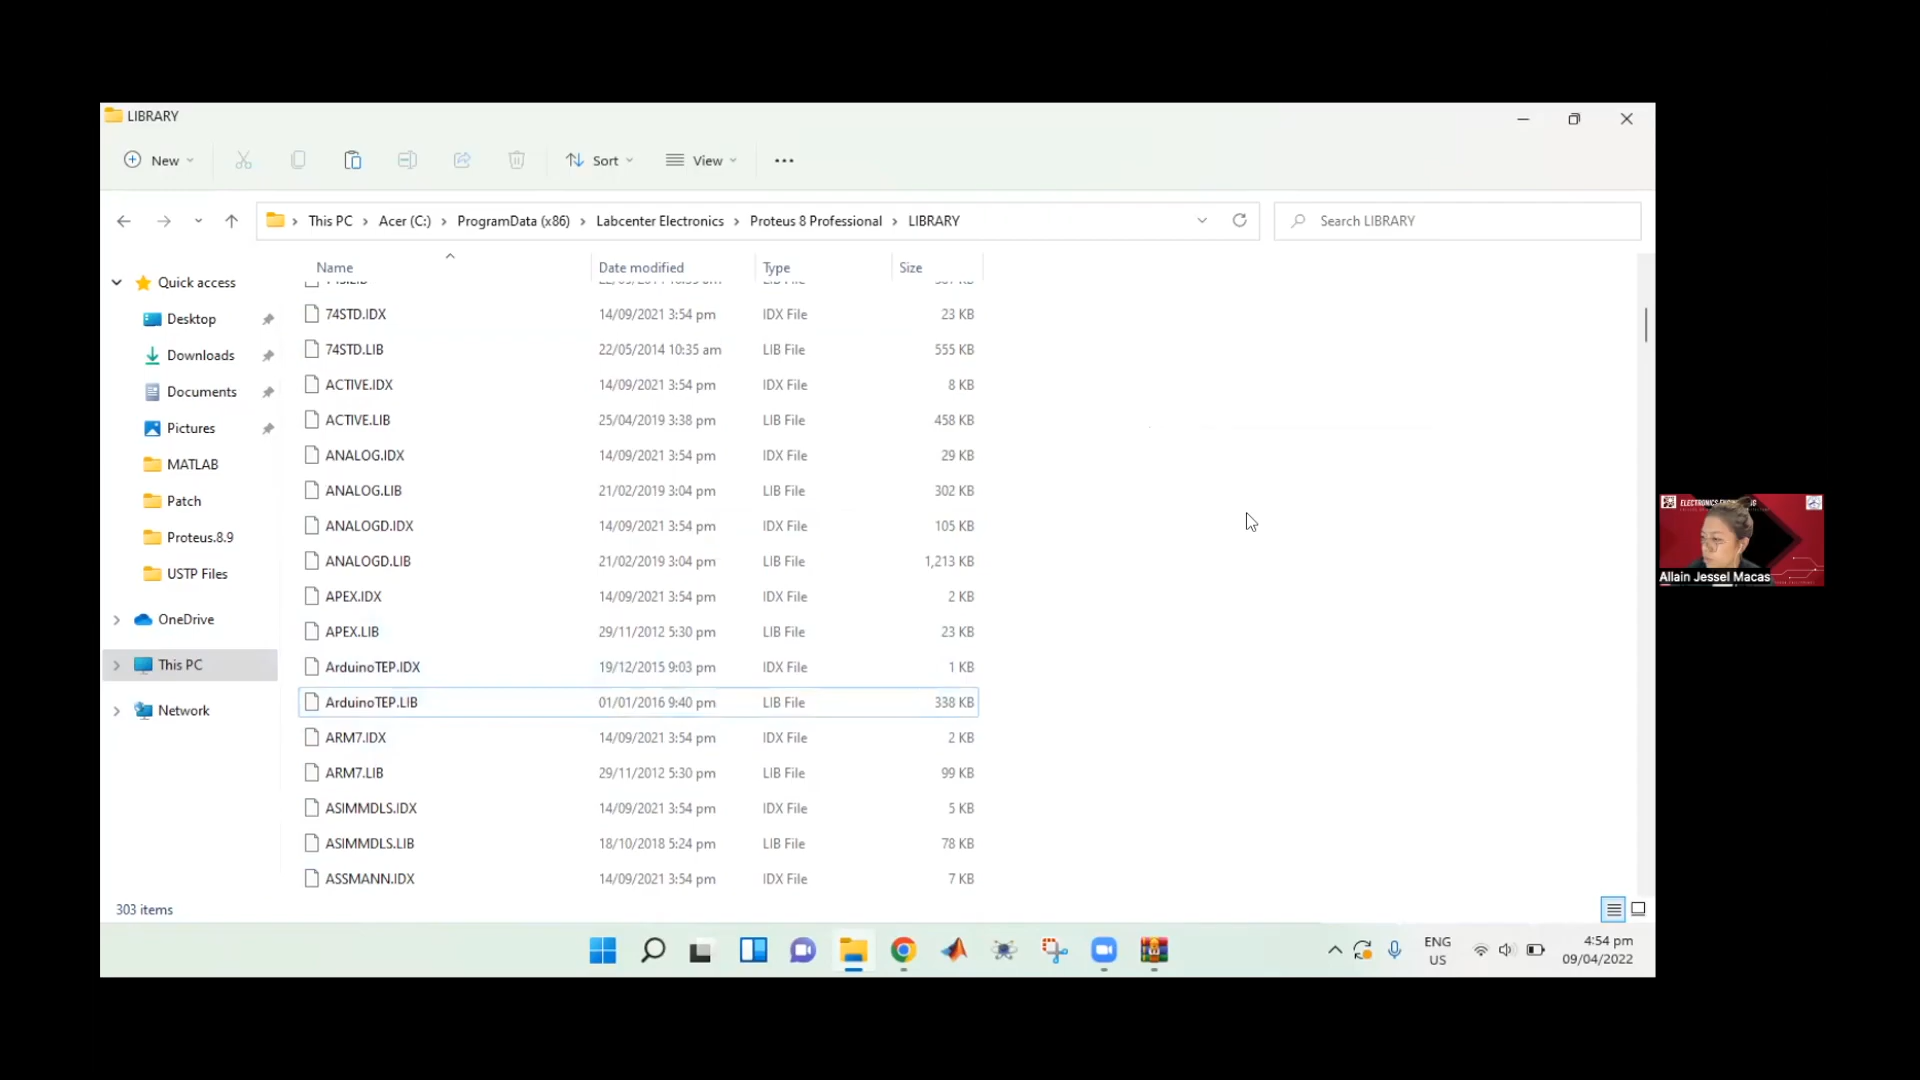 LIBRARY
New
Sort
View
This PC
Acer (C:)
ProgramData (x86)
Labcenter Electronics
Proteus 8 Professional
LIBRARY
Search LIBRARY
Name
Date modified
Type
Size
Quick access
Desktop
Downloads
Documents
Pictures
MATLAB
Patch
Proteus.8.9
USTP Files
OneDrive
This PC
Network
74STD.IDX 14/09/2021 3:54 pm IDX File 23 KB
74STD.LIB 22/05/2014 10:35 am LIB File 555 KB
ACTIVE.IDX 14/09/2021 3:54 pm IDX File 8 KB
ACTIVE.LIB 25/04/2019 3:38 pm LIB File 458 KB
ANALOG.IDX 14/09/2021 3:54 pm IDX File 29 KB
ANALOG.LIB 21/02/2019 3:04 pm LIB File 302 KB
ANALOGD.IDX 14/09/2021 3:54 pm IDX File 105 KB
ANALOGD.LIB 21/02/2019 3:04 pm LIB File 1,213 KB
APEX.IDX 14/09/2021 3:54 pm IDX File 2 KB
APEX.LIB 29/11/2012 5:30 pm LIB File 23 KB
ArduinoTEP.IDX 19/12/2015 9:03 pm IDX File 1 KB
ArduinoTEP.LIB 01/01/2016 9:40 pm LIB File 338 KB
ARM7.IDX 14/09/2021 3:54 pm IDX File 2 KB
ARM7.LIB 29/11/2012 5:30 pm LIB File 99 KB
ASIMMDLS.IDX 14/09/2021 3:54 pm IDX File 5 KB
ASIMMDLS.LIB 18/10/2018 5:24 pm LIB File 78 KB
ASSMANN.IDX 14/09/2021 3:54 pm IDX File 7 KB
303 items
ENG
US
4:54 pm
09/04/2022
Allain Jessel Macas